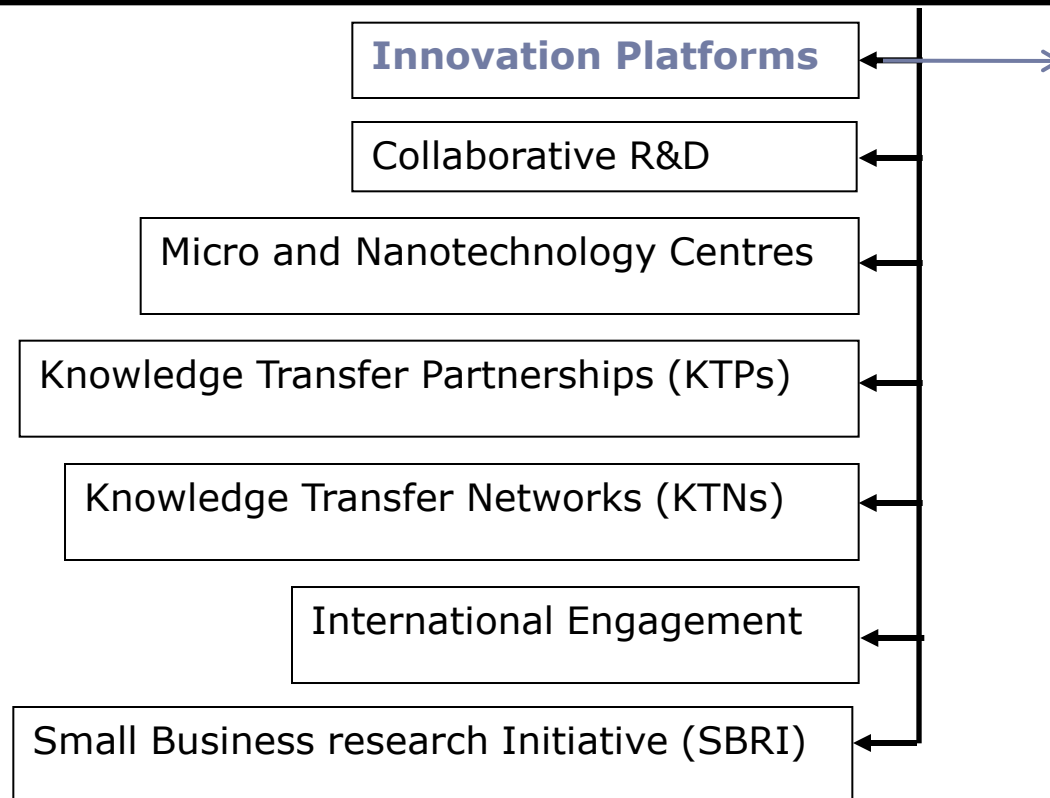 Innovation Platforms
Collaborative R&D
Micro and Nanotechnology Centres
Knowledge Transfer Partnerships (KTPs)
Knowledge Transfer Networks (KTNs)
International Engagement
Small Business research Initiative (SBRI)